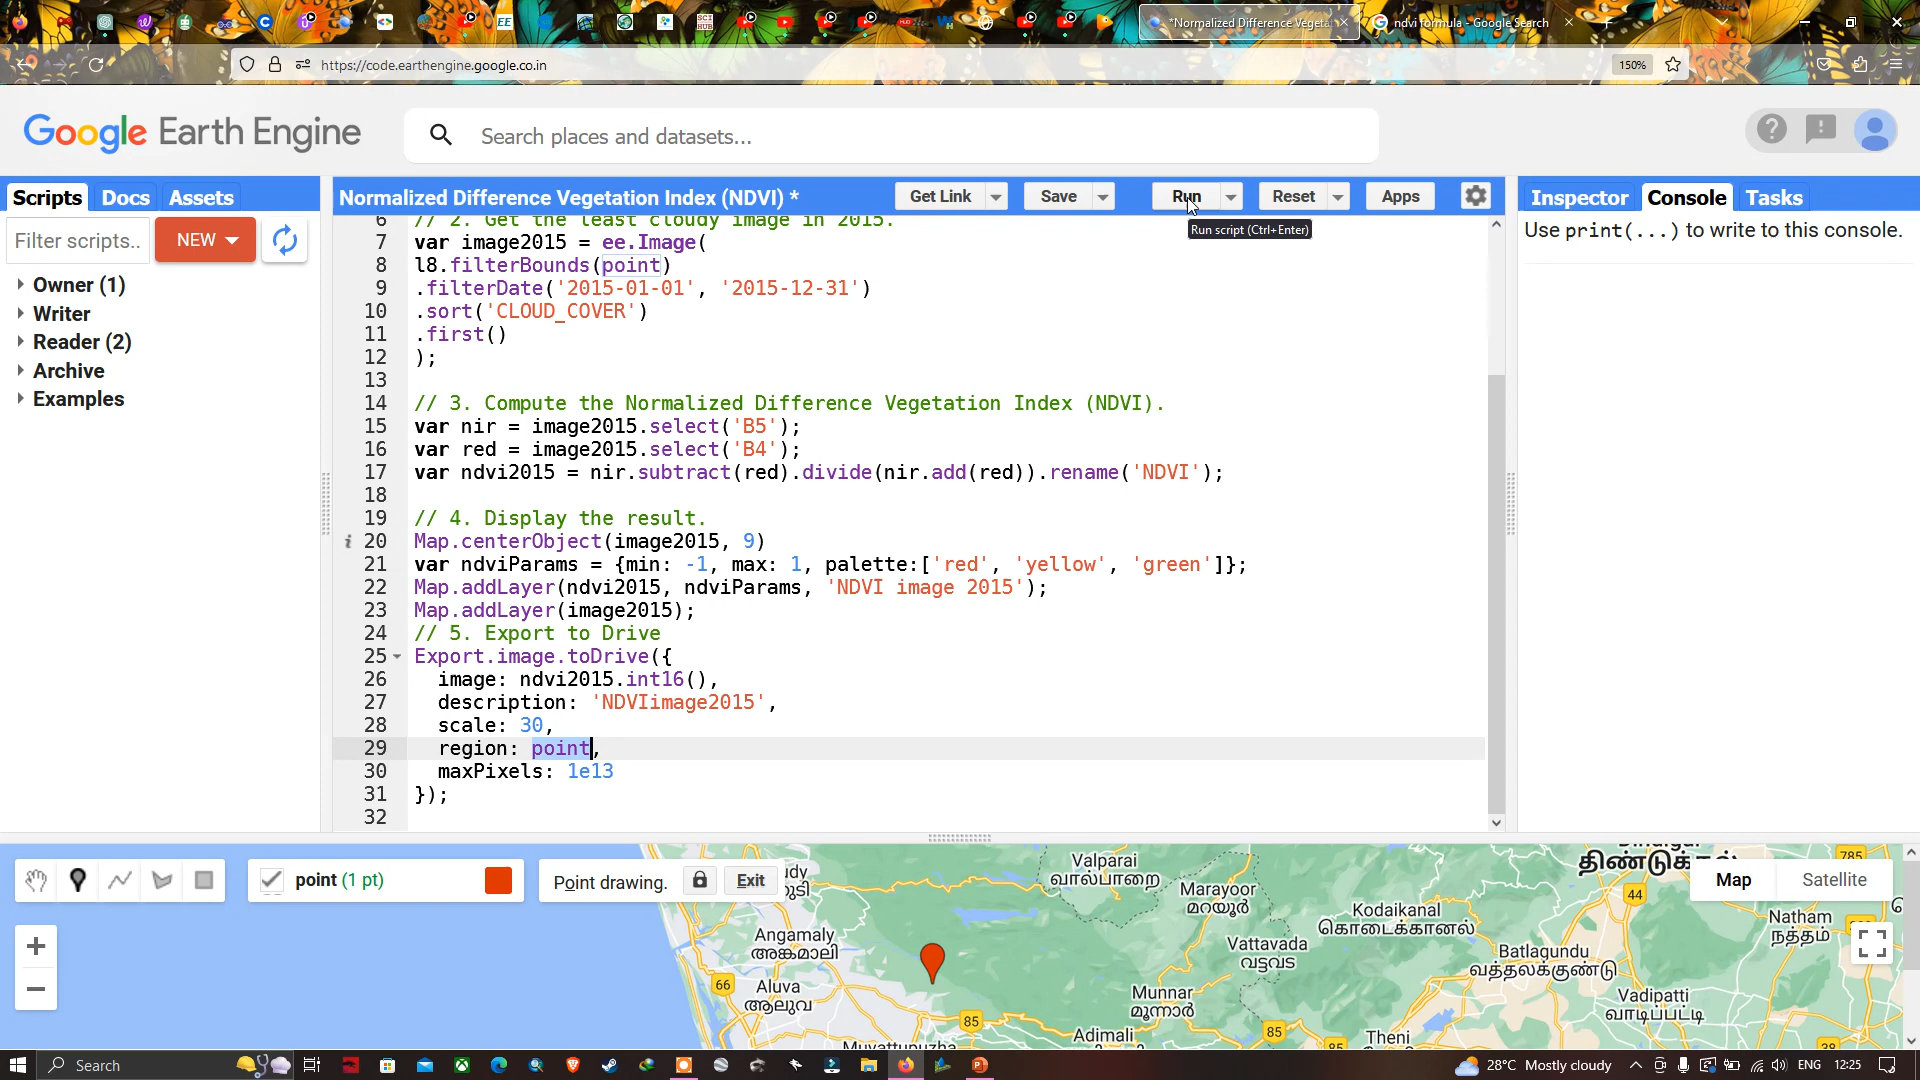 *Normalized Difference Vegeta
ndvi formula - Google Search
https://code.earthengine.google.co.in
150%
Google Earth Engine
Search places and datasets...
Scripts Docs Assets
Normalized Difference Vegetation Index (NDVI) *
Get Link
Save
Run
Reset
Apps
Inspector Console Tasks
Filter scripts..
NEW
Run script (Ctrl+Enter)
Use print(...) to write to this console.
Owner (1)
Writer
Reader (2)
Archive
Examples
6 // 2. Get the least cloudy image in 2015.
7 var image2015 = ee.Image(
8 l8.filterBounds(point)
9 .filterDate('2015-01-01', '2015-12-31')
10 .sort('CLOUD_COVER')
11 .first()
12 );
13
14 // 3. Compute the Normalized Difference Vegetation Index (NDVI).
15 var nir = image2015.select('B5');
16 var red = image2015.select('B4');
17 var ndvi2015 = nir.subtract(red).divide(nir.add(red)).rename('NDVI');
18
19 // 4. Display the result.
i 20 Map.centerObject(image2015, 9)
21 var ndviParams = {min: -1, max: 1, palette:['red', 'yellow', 'green']};
22 Map.addLayer(ndvi2015, ndviParams, 'NDVI image 2015');
23 Map.addLayer(image2015);
24 // 5. Export to Drive
25 Export.image.toDrive({
26 image: ndvi2015.int16(),
27 description: 'NDVIimage2015',
28 scale: 30,
29 region: point,
30 maxPixels: 1e13
31 });
32
point (1 pt)
Point drawing.
Exit
Map
Satellite
Valparai
வால்பாறை
Marayoor
മറയൂർ
Kodaikanal
கொடைக்கானல்
Angamaly
അങ്കമാലി
Vattavada
വട്ടവട
Batlagundu
வத்தலக்குண்டு
Natham
நத்தம்
Aluva
ആലുവ
Munnar
മൂന്നാർ
Vadipatti
வாடிப்பட்டி
Adimali
Theni
Muvattupuzha
785
44
66
85
85
Search
28°C Mostly cloudy
ENG
12:25